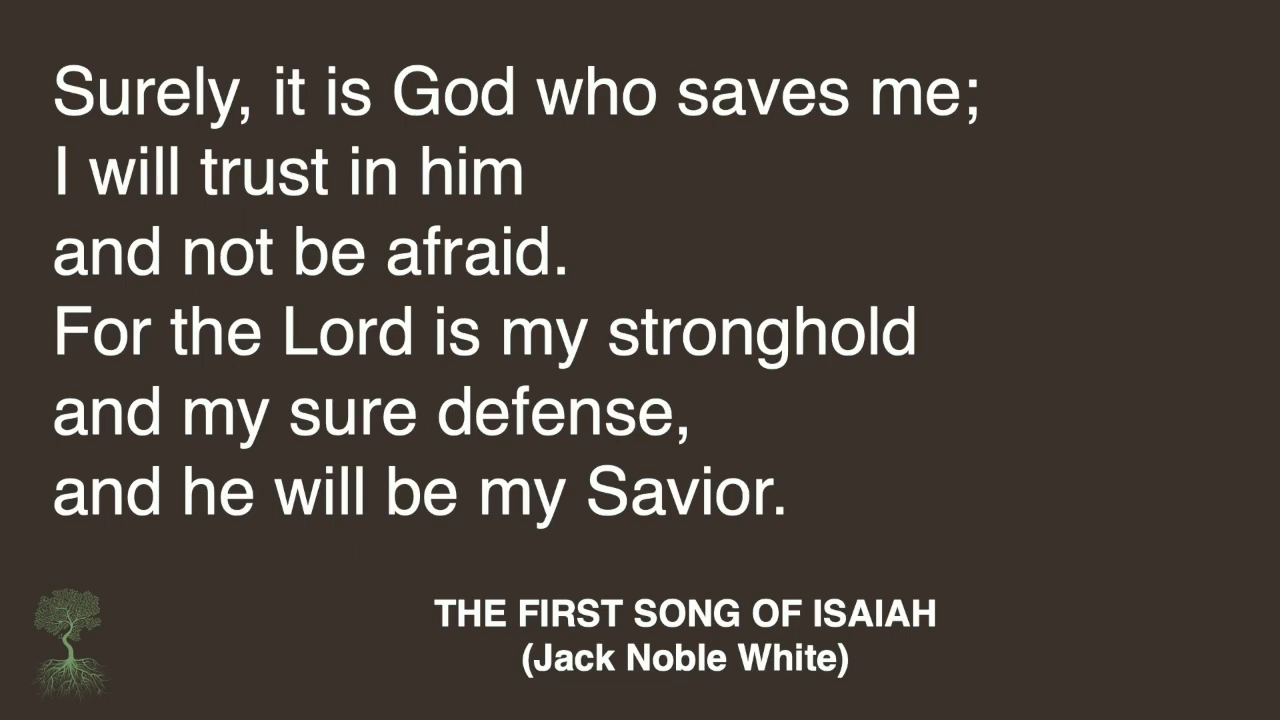 Surely, it is God who saves me;
I will trust in him
and not be afraid.
For the Lord is my stronghold
and my sure defense,
and he will be my Savior.
THE FIRST SONG OF ISAIAH
(Jack Noble White)